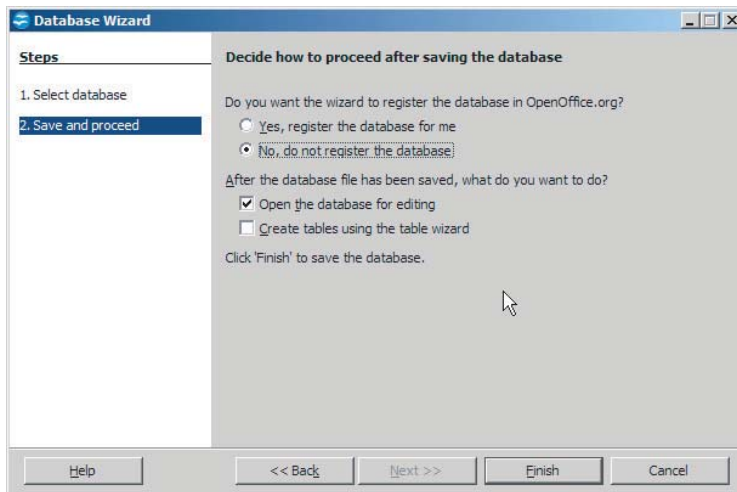 Database Wizard
Steps
1. Select database
2. Save and proceed
Decide how to proceed after saving the database
Do you want the wizard to register the database in OpenOffice.org?
Yes, register the database for me
No, do not register the database
After the database file has been saved, what do you want to do?
Open the database for editing
Create tables using the table wizard
Click 'Finish' to save the database.
Help
<< Back
Next >>
Finish
Cancel